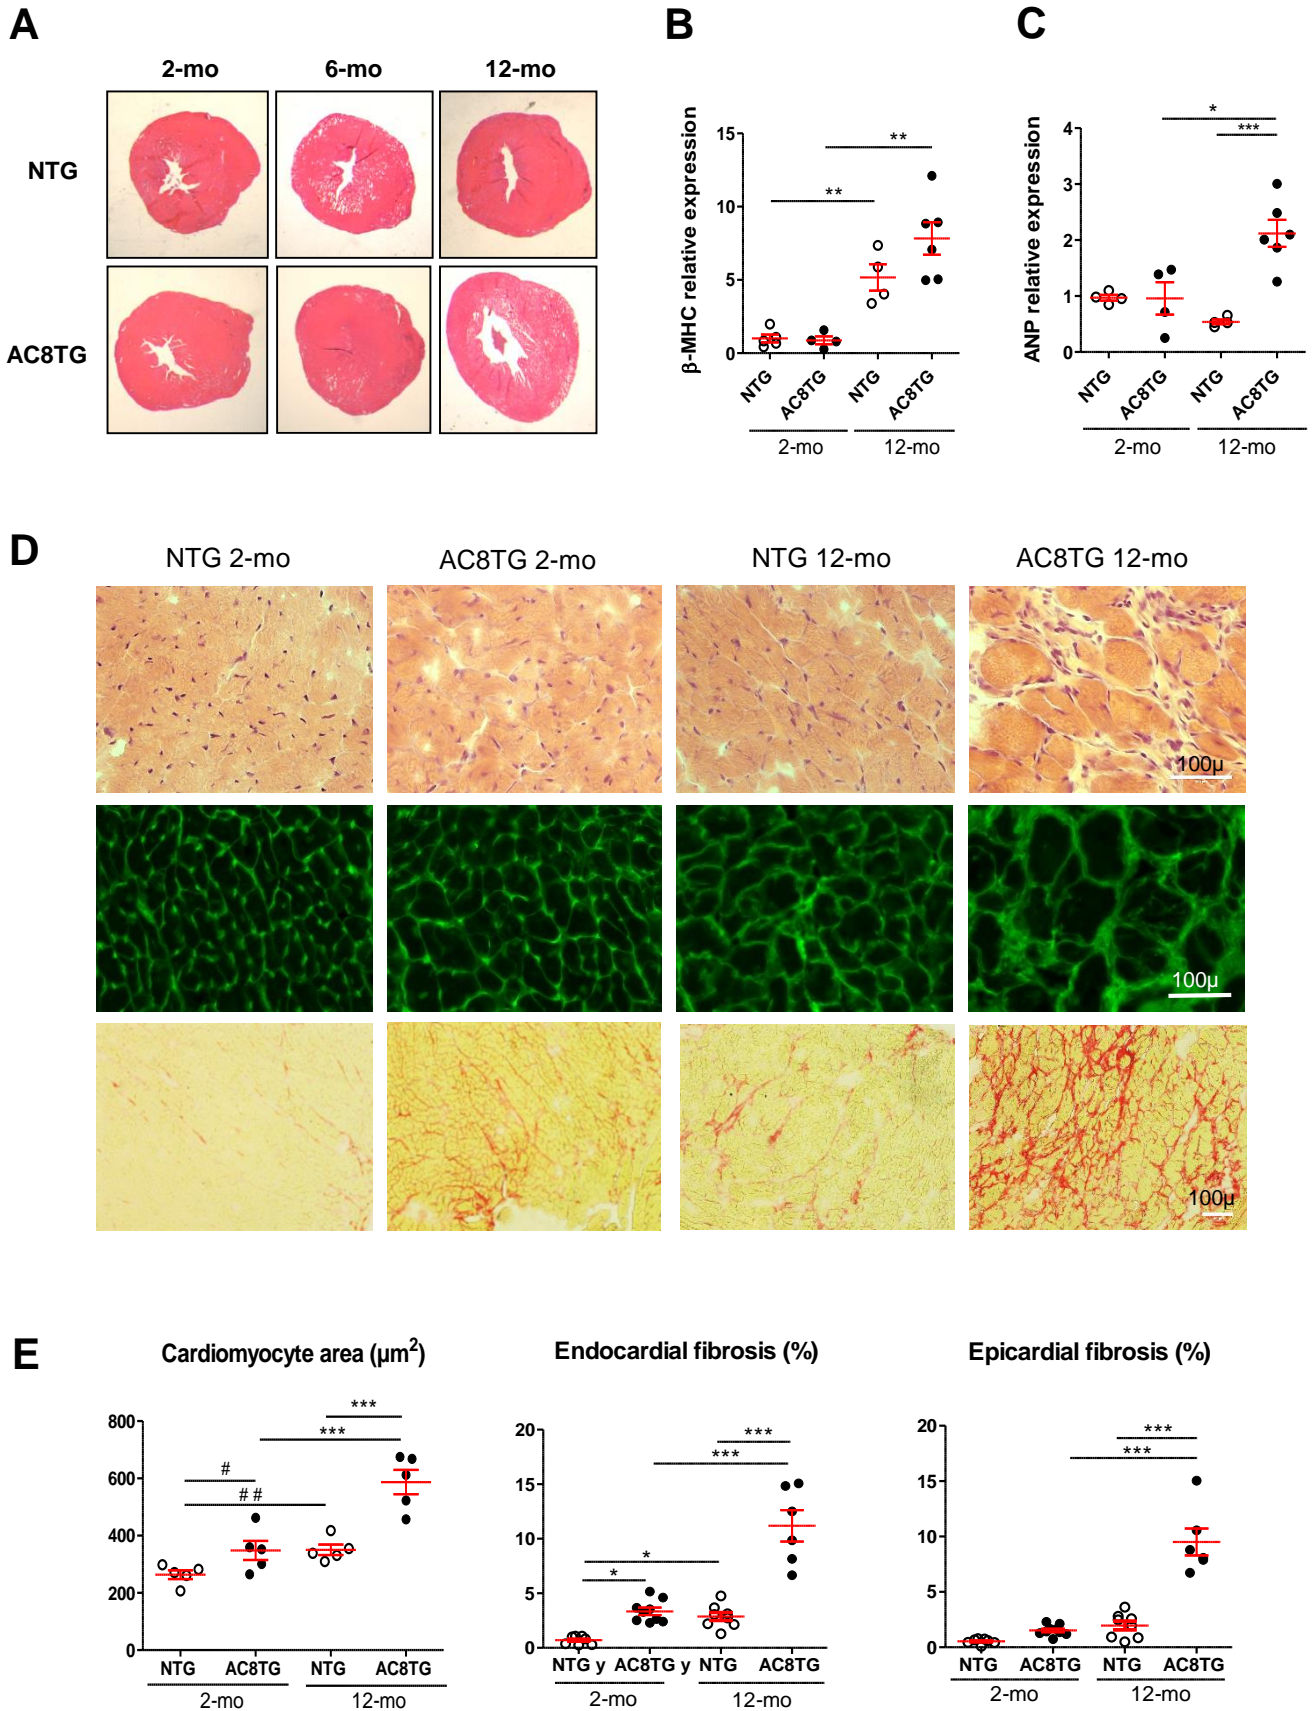 A
2-mo
6-mo
12-mo
NTG
AC8TG
B
β-MHC relative expression
15
10
5
0
**
**
NTG
AC8TG
NTG
AC8TG
2-mo
12-mo
C
ANP relative expression
4
3
2
1
0
*
***
NTG
AC8TG
NTG
AC8TG
2-mo
12-mo
D
NTG 2-mo
AC8TG 2-mo
NTG 12-mo
AC8TG 12-mo
100µ
100µ
100µ
E
Cardiomyocyte area (µm²)
800
600
400
200
0
***
***
#
##
NTG
AC8TG
NTG
AC8TG
2-mo
12-mo
Endocardial fibrosis (%)
20
15
10
5
0
***
***
*
*
NTG y
AC8TG y
NTG
AC8TG
2-mo
12-mo
Epicardial fibrosis (%)
20
15
10
5
0
***
***
NTG
AC8TG
NTG
AC8TG
2-mo
12-mo